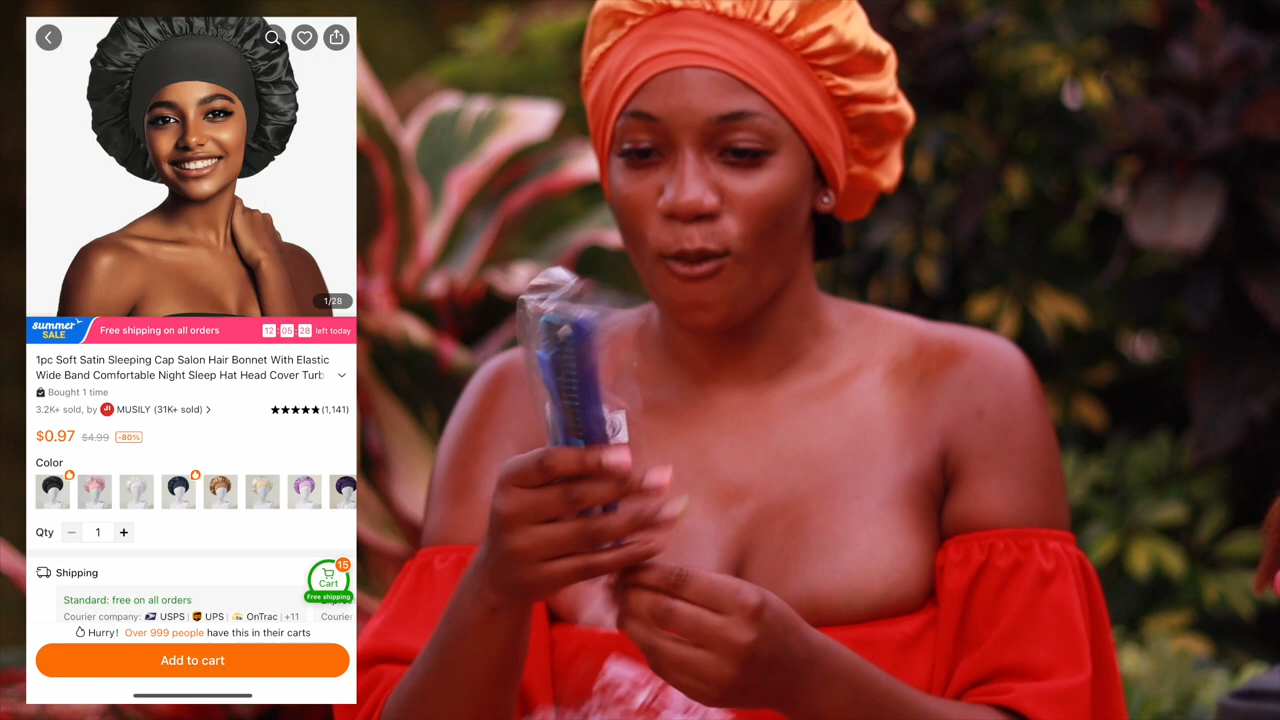 1/28
summer
SALE
Free shipping on all orders
12:05:28 left today
1pc Soft Satin Sleeping Cap Salon Hair Bonnet With Elastic
Wide Band Comfortable Night Sleep Hat Head Cover Turb
Bought 1 time
3.2K+ sold, by JI MUSILY (31K+ sold)
(1,141)
$0.97 $4.99 -80%
Color
Qty − 1 +
Shipping
15
Cart
Free shipping
Standard: free on all orders
Courier company: USPS | UPS | OnTrac | +11
Courie
Hurry! Over 999 people have this in their carts
Add to cart